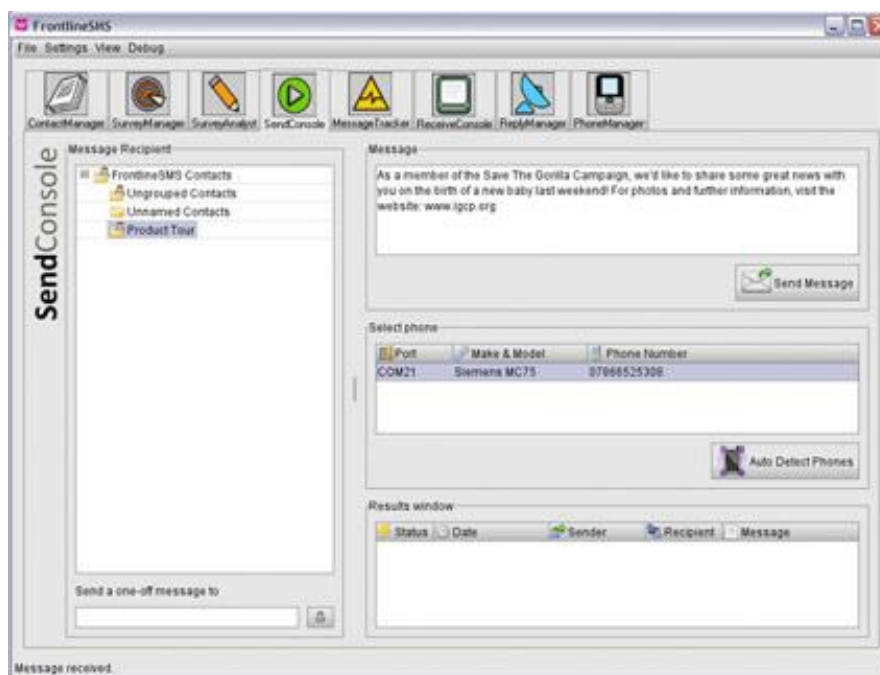 FrontlineSMS
File Settings View Debug
ContactManager SurveyManager SurveyAnalyst SendConsole MessageTracker ReceiveConsole ReplyManager PhoneManager
SendConsole
Message Recipient
FrontlineSMS Contacts
Ungrouped Contacts
Unnamed Contacts
Product Tour
Send a one-off message to
Message
As a member of the Save The Gorilla Campaign, we'd like to share some great news with
you on the birth of a new baby last weekend! For photos and further information, visit the
website: www.igcp.org
Send Message
Select phone
Port Make & Model Phone Number
COM21 Siemens MC75 07866525308
Auto Detect Phones
Results window
Status Date Sender Recipient Message
Message received.